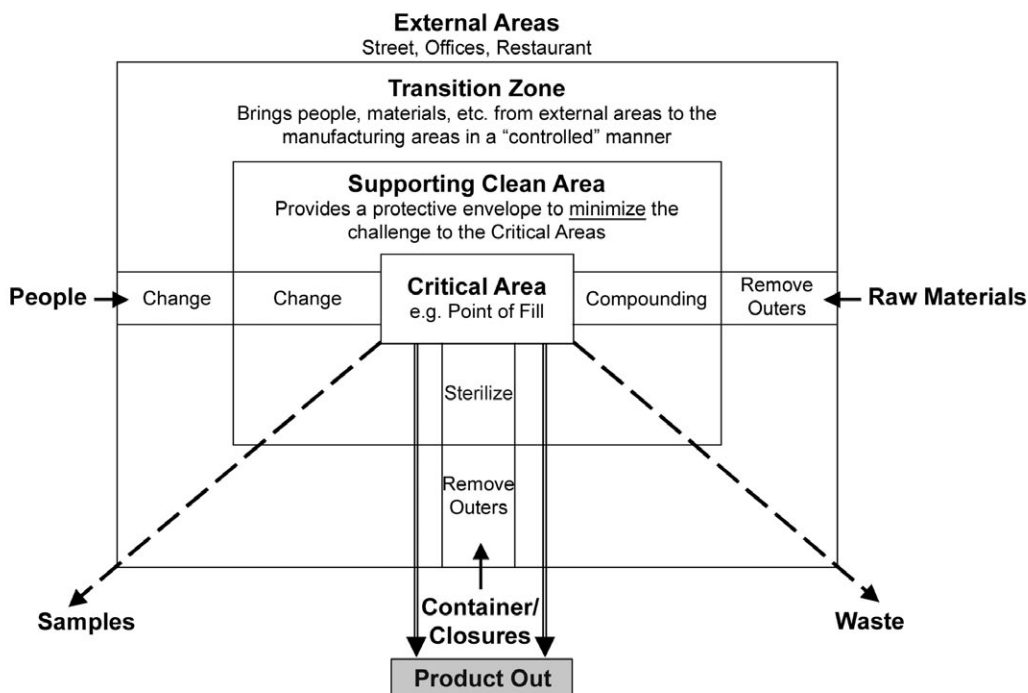 External Areas
Street, Offices, Restaurant
Transition Zone
Brings people, materials, etc. from external areas to the
manufacturing areas in a “controlled” manner
Supporting Clean Area
Provides a protective envelope to minimize the
challenge to the Critical Areas
People
Change
Change
Critical Area
e.g. Point of Fill
Compounding
Remove
Outers
Raw Materials
Sterilize
Remove
Outers
Samples
Container/
Closures
Waste
Product Out